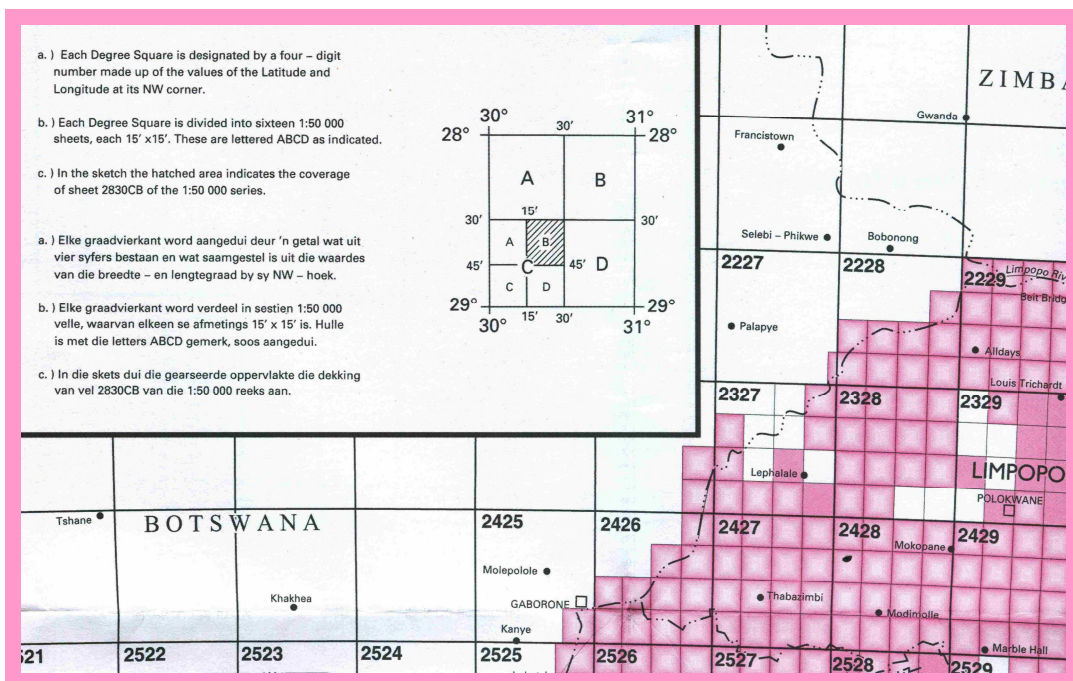 a. ) Each Degree Square is designated by a four – digit
number made up of the values of the Latitude and
Longitude at its NW corner.
b. ) Each Degree Square is divided into sixteen 1:50 000
sheets, each 15' x15'. These are lettered ABCD as indicated.
c. ) In the sketch the hatched area indicates the coverage
of sheet 2830CB of the 1:50 000 series.
a. ) Elke graadvierkant word aangedui deur 'n getal wat uit
vier syfers bestaan en wat saamgestel is uit die waardes
van die breedte – en lengtegraad by sy NW – hoek.
b. ) Elke graadvierkant word verdeel in sestien 1:50 000
velle, waarvan elkeen se afmetings 15' x 15' is. Hulle
is met die letters ABCD gemerk, soos aangedui.
c. ) In die skets dui die gearseerde oppervlakte die dekking
van vel 2830CB van die 1:50 000 reeks aan.
30° 31°
28° 30' 28°
A B
15'
30' 30'
A B
45' C 45' D
C D
29° 29°
30° 15' 30' 31°
ZIMBA
Gwanda
Francistown
Selebi – Phikwe Bobonong
2227 2228 2229 Limpopo Riv
Beit Bridg
Palapye
Alldays
Louis Trichardt
2327 2328 2329
Lephalale LIMPOPO
POLOKWANE
Tshane BOTSWANA 2425 2426 2427 2428 2429
Mokopane
Molepolole
Khakhea GABORONE Thabazimbi
Modimolle
Kanye
Marble Hall
521 2522 2523 2524 2525 2526 2527 2528 2529